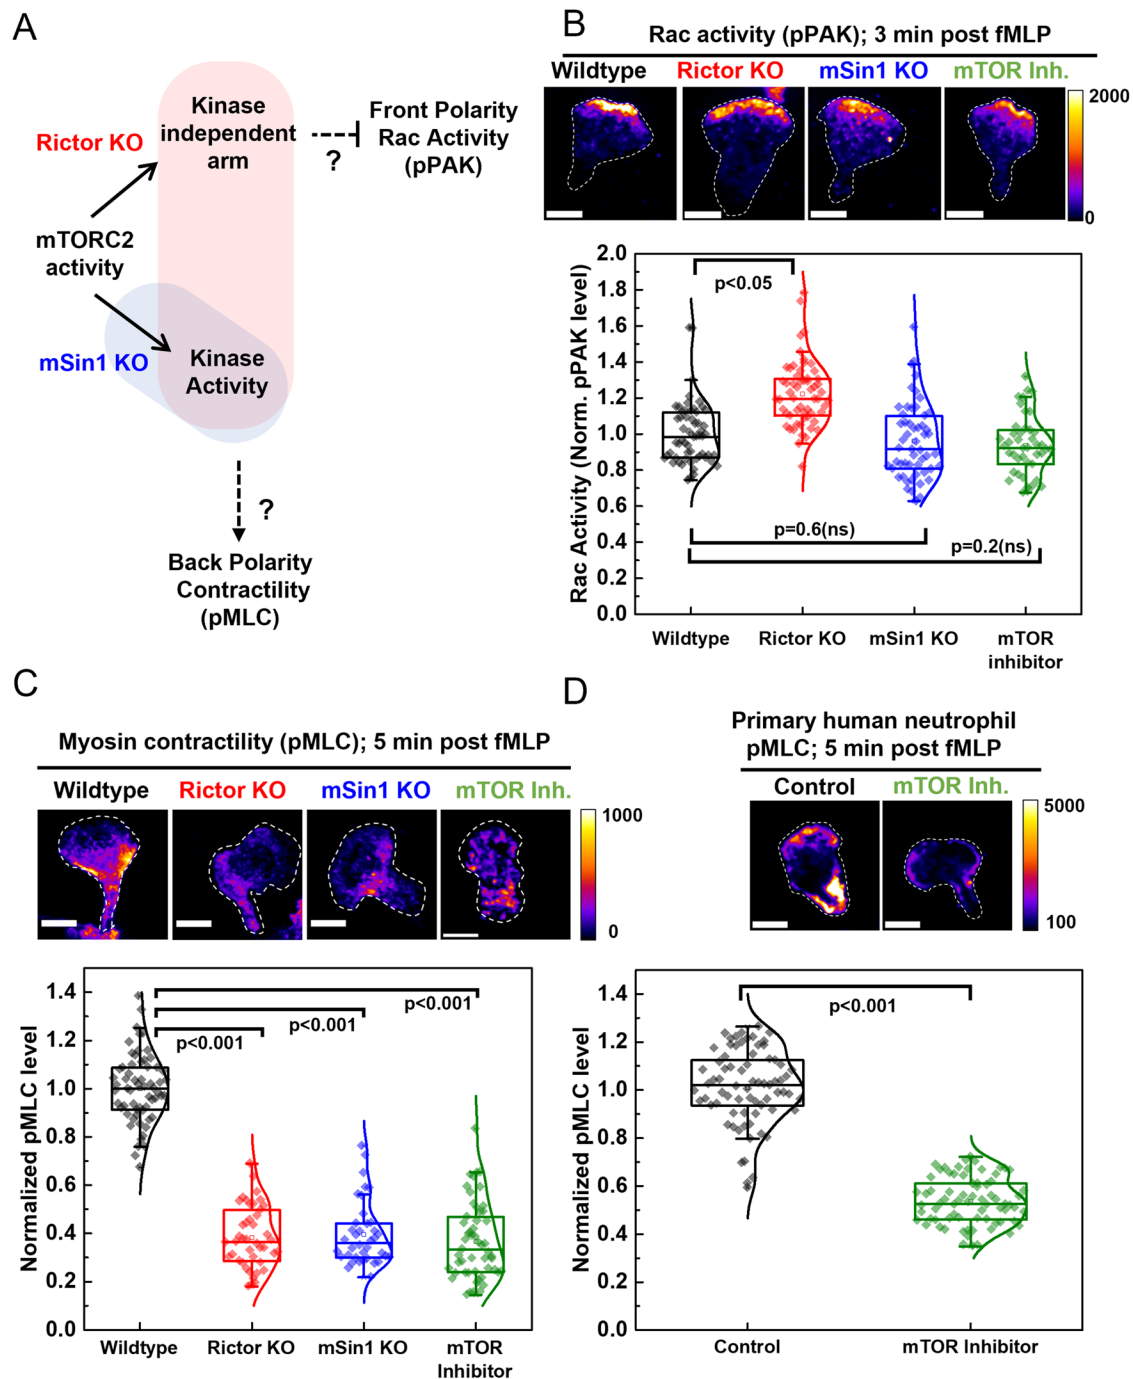 A
Kinase
independent
arm
Rictor KO
Front Polarity
Rac Activity
(pPAK)
?
mTORC2
activity
mSin1 KO
Kinase
Activity
?
Back Polarity
Contractility
(pMLC)
B
Rac activity (pPAK); 3 min post fMLP
Wildtype Rictor KO mSin1 KO mTOR Inh.
2000
0
Rac Activity (Norm. pPAK level)
2.0
1.8
1.6
1.4
1.2
1.0
0.8
0.6
0.4
0.2
0.0
p<0.05
p=0.6(ns)
p=0.2(ns)
Wildtype Rictor KO mSin1 KO mTOR
inhibitor
C
Myosin contractility (pMLC); 5 min post fMLP
Wildtype Rictor KO mSin1 KO mTOR Inh.
1000
0
Normalized pMLC level
1.4
1.2
1.0
0.8
0.6
0.4
0.2
0.0
p<0.001
p<0.001
p<0.001
Wildtype Rictor KO mSin1 KO mTOR
Inhibitor
D
Primary human neutrophil
pMLC; 5 min post fMLP
Control mTOR Inh.
5000
100
Normalized pMLC level
1.4
1.2
1.0
0.8
0.6
0.4
0.2
0.0
p<0.001
Control mTOR Inhibitor